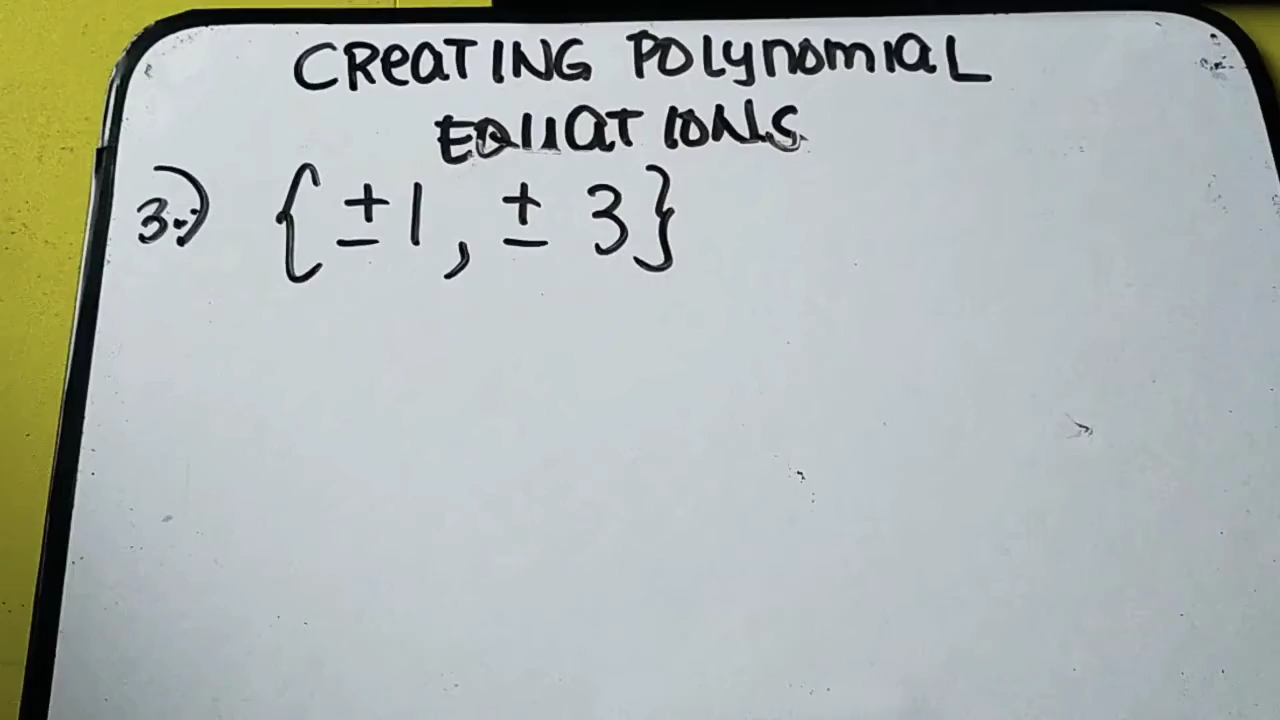 CREATING POLYNOMIAL
EQUATIONS
3.) {±1, ± 3}